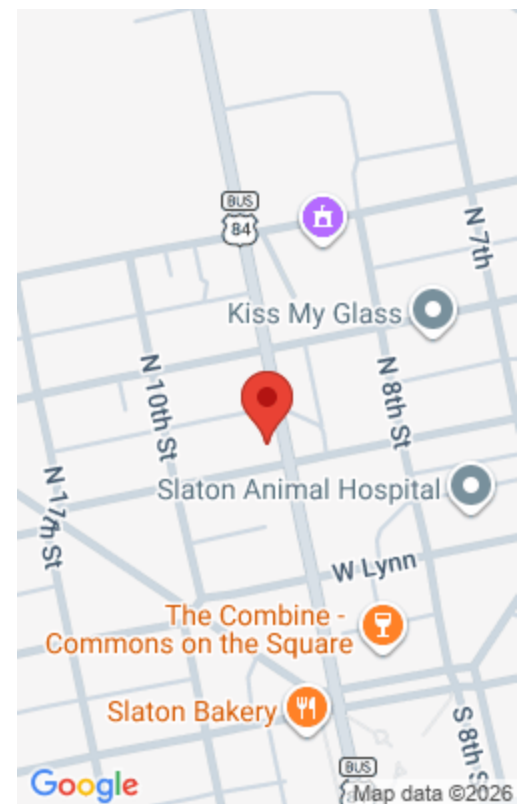 BUS
84
N 7th
Kiss My Glass
N 10th St
N 8th St
Slaton Animal Hospital
N 17th St
W Lynn
The Combine -
Commons on the Square
Slaton Bakery
S 8th St
BUS
Google
Map data ©2026